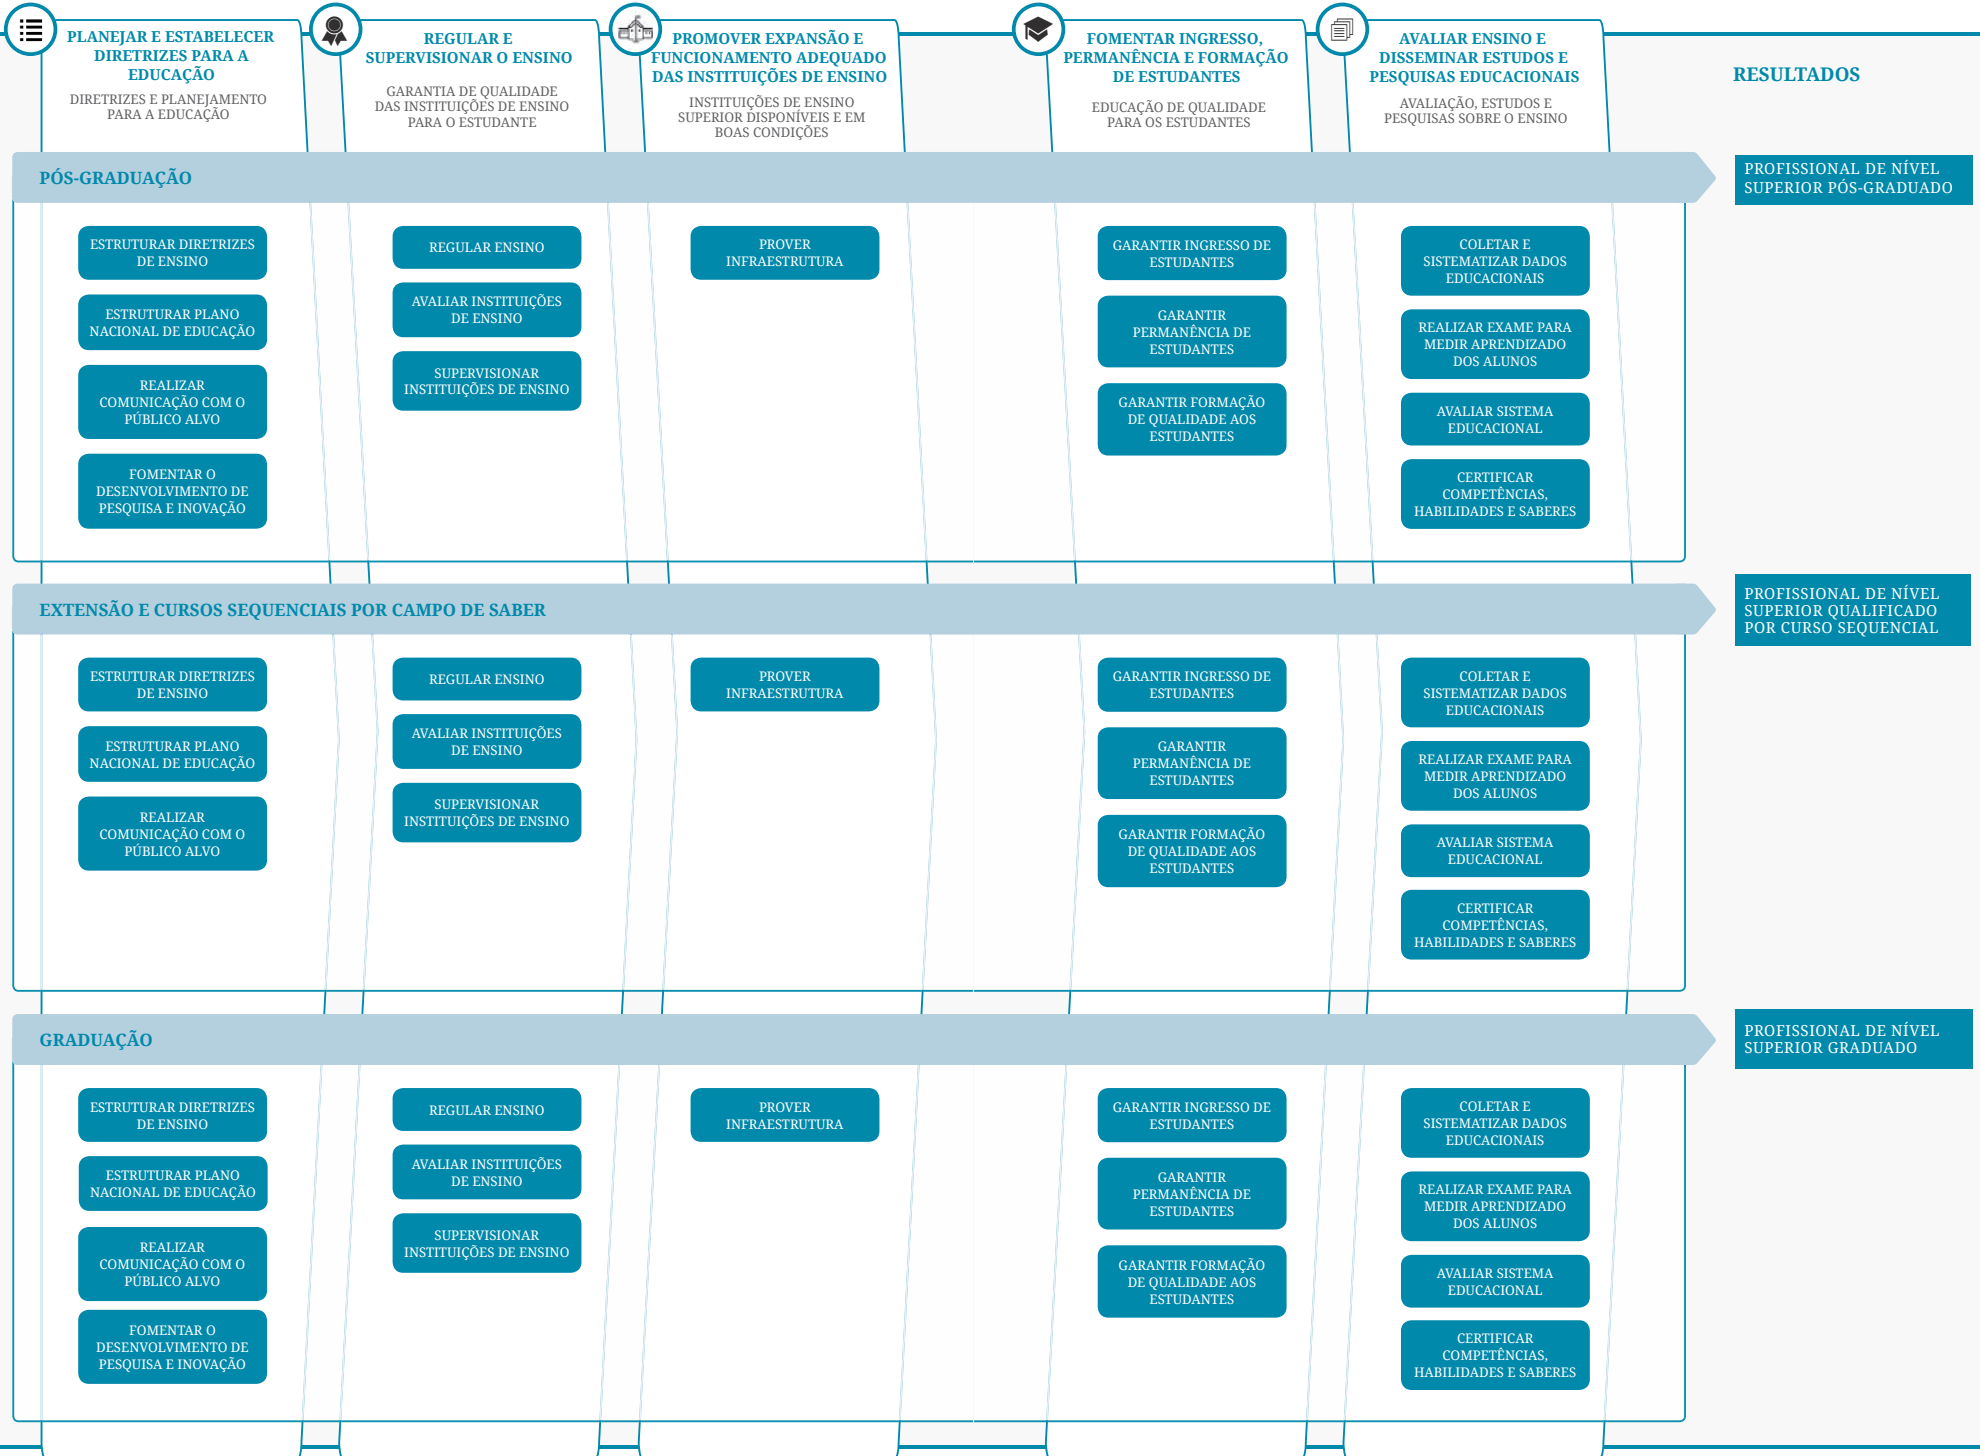 PLANEJAR E ESTABELECER
DIRETRIZES PARA A
EDUCAÇÃO
DIRETRIZES E PLANEJAMENTO
PARA A EDUCAÇÃO
REGULAR E
SUPERVISIONAR O ENSINO
GARANTIA DE QUALIDADE
DAS INSTITUIÇÕES DE ENSINO
PARA O ESTUDANTE
PROMOVER EXPANSÃO E
FUNCIONAMENTO ADEQUADO
DAS INSTITUIÇÕES DE ENSINO
INSTITUIÇÕES DE ENSINO
SUPERIOR DISPONÍVEIS E EM
BOAS CONDIÇÕES
FOMENTAR INGRESSO,
PERMANÊNCIA E FORMAÇÃO
DE ESTUDANTES
EDUCAÇÃO DE QUALIDADE
PARA OS ESTUDANTES
AVALIAR ENSINO E
DISSEMINAR ESTUDOS E
PESQUISAS EDUCACIONAIS
AVALIAÇÃO, ESTUDOS E
PESQUISAS SOBRE O ENSINO
RESULTADOS
PÓS-GRADUAÇÃO
PROFISSIONAL DE NÍVEL
SUPERIOR PÓS-GRADUADO
ESTRUTURAR DIRETRIZES
DE ENSINO
ESTRUTURAR PLANO
NACIONAL DE EDUCAÇÃO
REALIZAR
COMUNICAÇÃO COM O
PÚBLICO ALVO
FOMENTAR O
DESENVOLVIMENTO DE
PESQUISA E INOVAÇÃO
REGULAR ENSINO
AVALIAR INSTITUIÇÕES
DE ENSINO
SUPERVISIONAR
INSTITUIÇÕES DE ENSINO
PROVER
INFRAESTRUTURA
GARANTIR INGRESSO DE
ESTUDANTES
GARANTIR
PERMANÊNCIA DE
ESTUDANTES
GARANTIR FORMAÇÃO
DE QUALIDADE AOS
ESTUDANTES
COLETAR E
SISTEMATIZAR DADOS
EDUCACIONAIS
REALIZAR EXAME PARA
MEDIR APRENDIZADO
DOS ALUNOS
AVALIAR SISTEMA
EDUCACIONAL
CERTIFICAR
COMPETÊNCIAS,
HABILIDADES E SABERES
EXTENSÃO E CURSOS SEQUENCIAIS POR CAMPO DE SABER
PROFISSIONAL DE NÍVEL
SUPERIOR QUALIFICADO
POR CURSO SEQUENCIAL
ESTRUTURAR DIRETRIZES
DE ENSINO
ESTRUTURAR PLANO
NACIONAL DE EDUCAÇÃO
REALIZAR
COMUNICAÇÃO COM O
PÚBLICO ALVO
REGULAR ENSINO
AVALIAR INSTITUIÇÕES
DE ENSINO
SUPERVISIONAR
INSTITUIÇÕES DE ENSINO
PROVER
INFRAESTRUTURA
GARANTIR INGRESSO DE
ESTUDANTES
GARANTIR
PERMANÊNCIA DE
ESTUDANTES
GARANTIR FORMAÇÃO
DE QUALIDADE AOS
ESTUDANTES
COLETAR E
SISTEMATIZAR DADOS
EDUCACIONAIS
REALIZAR EXAME PARA
MEDIR APRENDIZADO
DOS ALUNOS
AVALIAR SISTEMA
EDUCACIONAL
CERTIFICAR
COMPETÊNCIAS,
HABILIDADES E SABERES
GRADUAÇÃO
PROFISSIONAL DE NÍVEL
SUPERIOR GRADUADO
ESTRUTURAR DIRETRIZES
DE ENSINO
ESTRUTURAR PLANO
NACIONAL DE EDUCAÇÃO
REALIZAR
COMUNICAÇÃO COM O
PÚBLICO ALVO
FOMENTAR O
DESENVOLVIMENTO DE
PESQUISA E INOVAÇÃO
REGULAR ENSINO
AVALIAR INSTITUIÇÕES
DE ENSINO
SUPERVISIONAR
INSTITUIÇÕES DE ENSINO
PROVER
INFRAESTRUTURA
GARANTIR INGRESSO DE
ESTUDANTES
GARANTIR
PERMANÊNCIA DE
ESTUDANTES
GARANTIR FORMAÇÃO
DE QUALIDADE AOS
ESTUDANTES
COLETAR E
SISTEMATIZAR DADOS
EDUCACIONAIS
REALIZAR EXAME PARA
MEDIR APRENDIZADO
DOS ALUNOS
AVALIAR SISTEMA
EDUCACIONAL
CERTIFICAR
COMPETÊNCIAS,
HABILIDADES E SABERES